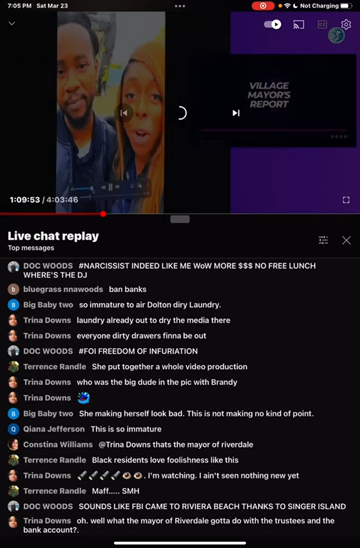 7:05 PM Sat Mar 23
Not Charging
VILLAGE
MAYOR'S
REPORT
1:09:53 / 4:03:46
Live chat replay
Top messages
DOC WOODS #NARCISSIST INDEED LIKE ME WoW MORE $$$ NO FREE LUNCH
WHERE'S THE DJ
b bluegrass nnawoods ban banks
B Big Baby two so immature to air Dolton diry Laundry.
Trina Downs laundry already out to dry the media there
Trina Downs everyone dirty drawers finna be out
DOC WOODS #FOI FREEDOM OF INFURIATION
Terrence Randle She put together a whole video production
Trina Downs who was the big dude in the pic with Brandy
Trina Downs
B Big Baby two She making herself look bad. This is not making no kind of point.
Qiana Jefferson This is so immature
Constina Williams @Trina Downs thats the mayor of riverdale
Terrence Randle Black residents love foolishness like this
Trina Downs . I'm watching. I ain't seen nothing new yet
Terrence Randle Maff..... SMH
DOC WOODS SOUNDS LIKE FBI CAME TO RIVIERA BEACH THANKS TO SINGER ISLAND
Trina Downs oh. well what the mayor of Riverdale gotta do with the trustees and the
bank account?.